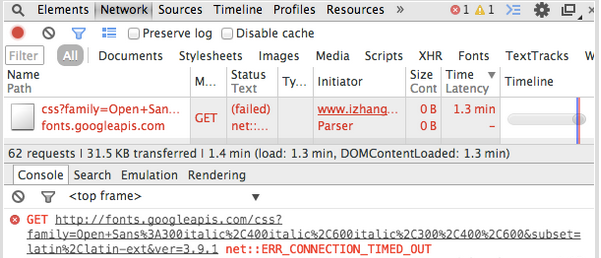 Elements Network Sources Timeline Profiles Resources » 1 1
Preserve log Disable cache
Filter All Documents Stylesheets Images Media Scripts XHR Fonts TextTracks
Name M... Status Ty... Initiator Size Time Timeline
Path Text Cont Latency
css?family=Open+San... GET (failed) www.izhang... 0 B 1.3 min
fonts.googleapis.com net::... Parser 0 B –
62 requests | 31.5 KB transferred | 1.4 min (load: 1.3 min, DOMContentLoaded: 1.3 min)
Console Search Emulation Rendering
<top frame>
GET http://fonts.googleapis.com/css?
family=Open+Sans%3A300italic%2C400italic%2C600italic%2C300%2C400%2C600&subset=
latin%2Clatin-ext&ver=3.9.1 net::ERR_CONNECTION_TIMED_OUT